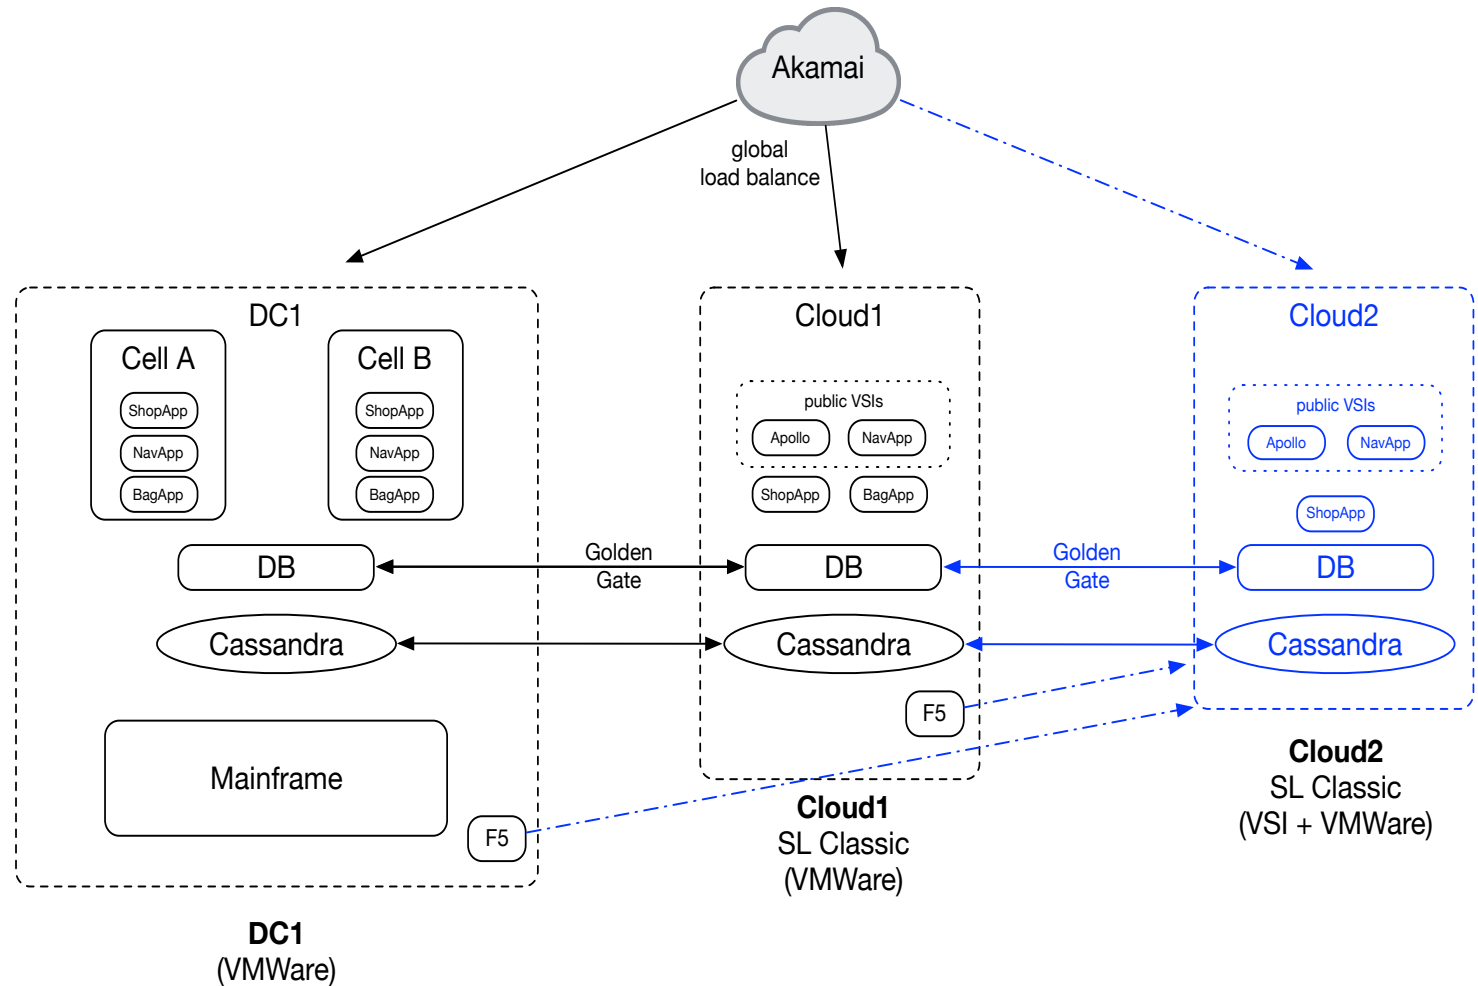 Akamai
global
load balance
DC1
Cell A
ShopApp
NavApp
BagApp
Cell B
ShopApp
NavApp
BagApp
DB
Cassandra
Mainframe
F5
DC1
(VMWare)
Golden
Gate
Cloud1
public VSIs
Apollo
NavApp
ShopApp
BagApp
DB
Cassandra
F5
Cloud1
SL Classic
(VMWare)
Golden
Gate
Cloud2
public VSIs
Apollo
NavApp
ShopApp
DB
Cassandra
Cloud2
SL Classic
(VSI + VMWare)